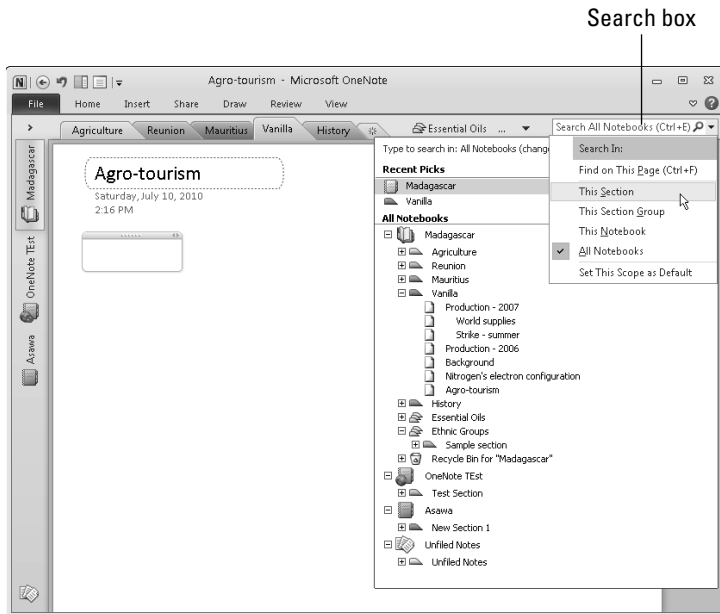 Search box
Agro-tourism - Microsoft OneNote
File Home Insert Share Draw Review View
Agriculture Reunion Mauritius Vanilla History Essential Oils ... Search All Notebooks (Ctrl+E)
Madagascar
OneNote TEst
Asawa
Agro-tourism
Saturday, July 10, 2010
2:16 PM
Type to search in: All Notebooks (chang
Recent Picks
Madagascar
Vanilla
All Notebooks
Madagascar
Agriculture
Reunion
Mauritius
Vanilla
Production - 2007
World supplies
Strike - summer
Production - 2006
Background
Nitrogen's electron configuration
Agro-tourism
History
Essential Oils
Ethnic Groups
Sample section
Recycle Bin for "Madagascar"
OneNote TEst
Test Section
Asawa
New Section 1
Unfiled Notes
Unfiled Notes
Search In:
Find on This Page (Ctrl+F)
This Section
This Section Group
This Notebook
All Notebooks
Set This Scope as Default